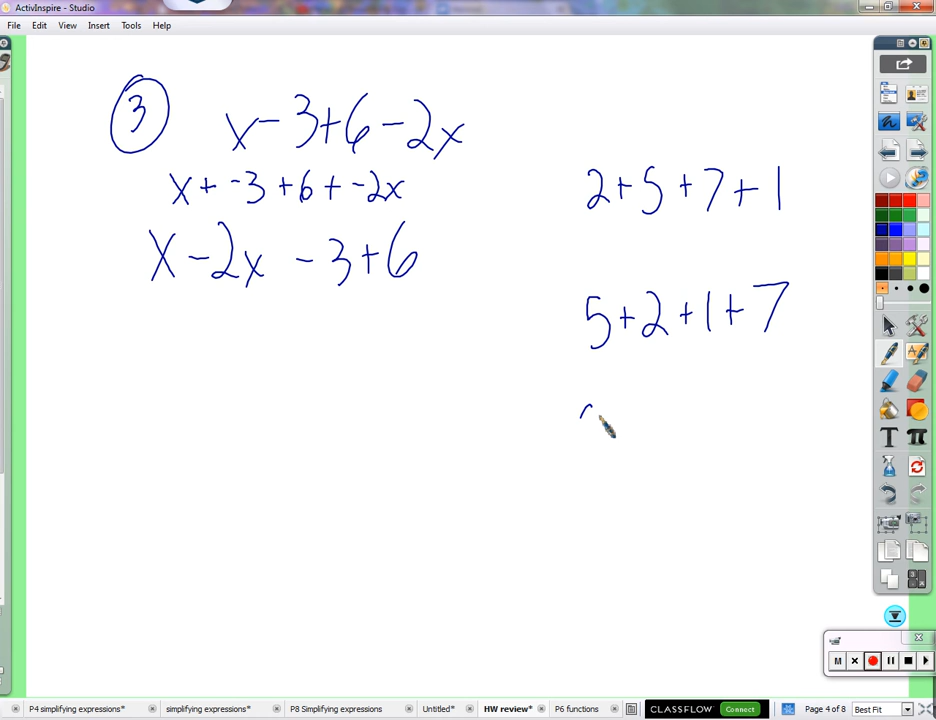 ActivInspire - Studio
File Edit View Insert Tools Help
3
x - 3 + 6 - 2x
x + -3 + 6 + -2x
x - 2x - 3 + 6
2 + 5 + 7 + 1
5 + 2 + 1 + 7
P4 simplifying expressions* simplifying expressions* P8 Simplifying expressions Untitled* HW review* P6 functions CLASSFLOW Connect Page 4 of 8 Best Fit